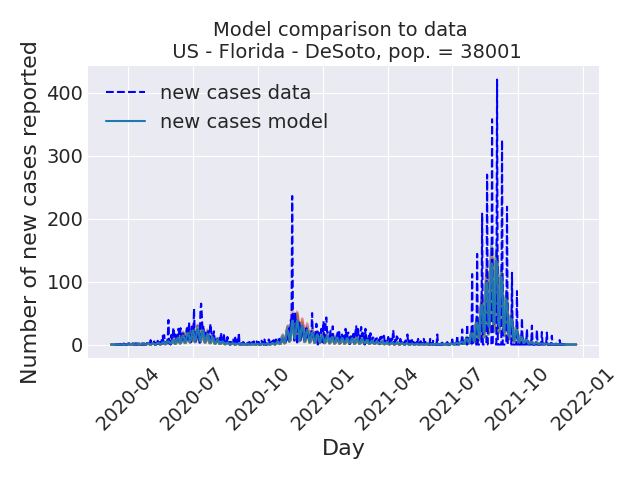 Model comparison to data
US - Florida - DeSoto, pop. = 38001
Number of new cases reported
400
300
200
100
0
new cases data
new cases model
2020-04
2020-07
2020-10
2021-01
2021-04
2021-07
2021-10
2022-01
Day